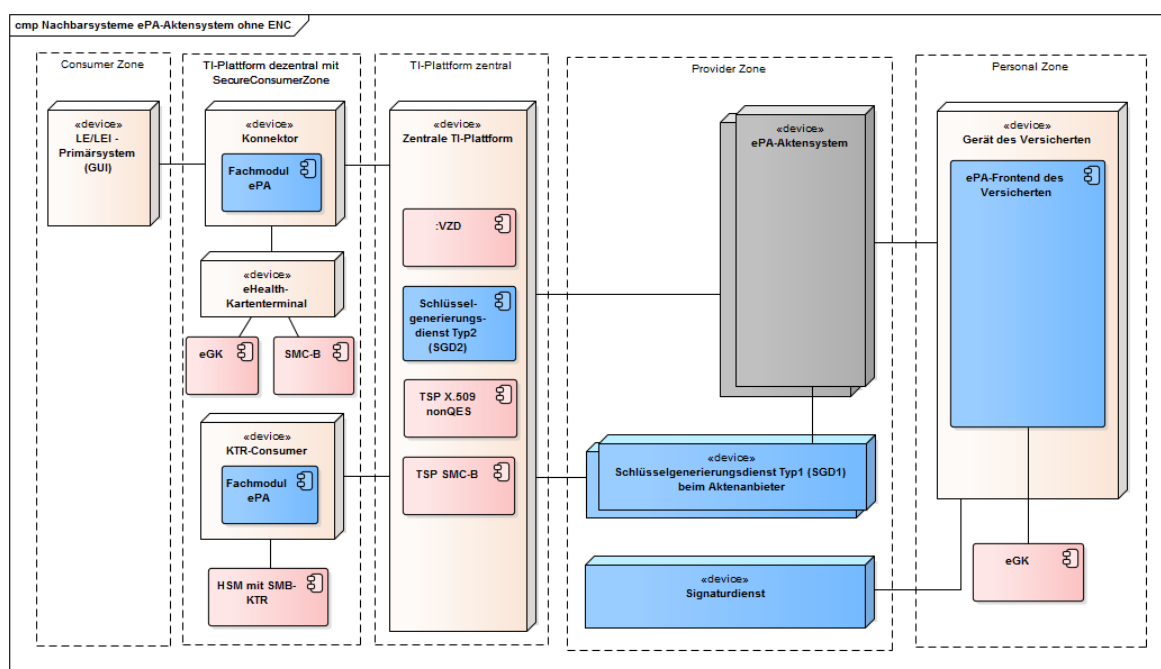 cmp Nachbarsysteme ePA-Aktensystem ohne ENC
Consumer Zone
«device»
LE/LEI -
Primärsystem
(GUI)
TI-Plattform dezentral mit
SecureConsumerZone
«device»
Konnektor
Fachmodul
ePA
«device»
eHealth-
Kartenterminal
eGK
SMC-B
«device»
KTR-Consumer
Fachmodul
ePA
HSM mit SMB-
KTR
TI-Plattform zentral
«device»
Zentrale TI-Plattform
:VZD
Schlüssel-
generierungs-
dienst Typ2
(SGD2)
TSP X.509
nonQES
TSP SMC-B
Provider Zone
«device»
ePA-Aktensystem
«device»
Schlüsselgenerierungsdienst Typ1 (SGD1)
beim Aktenanbieter
«device»
Signaturdienst
Personal Zone
«device»
Gerät des Versicherten
ePA-Frontend des
Versicherten
eGK